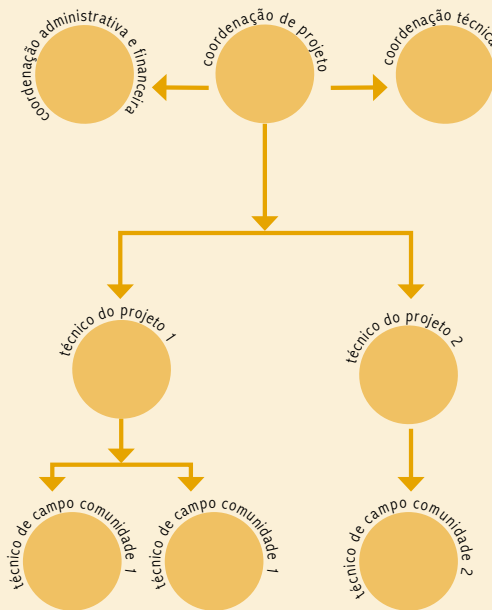 coordenação administrativa e financeira
coordenação de projeto
coordenação técnica
técnico do projeto 1
técnico do projeto 2
técnico de campo comunidade 1
técnico de campo comunidade 1
técnico de campo comunidade 2